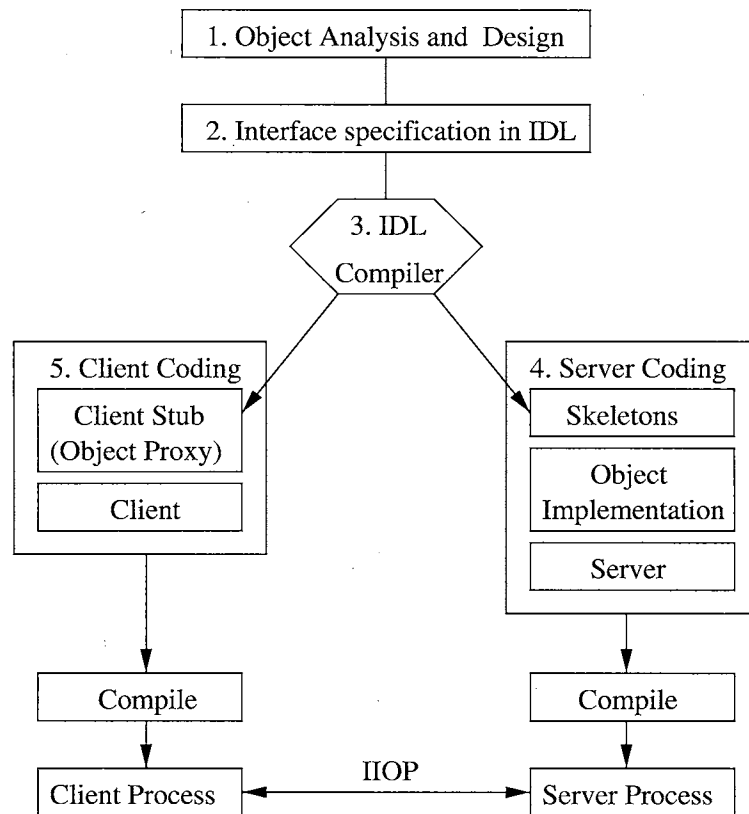 1. Object Analysis and Design
2. Interface specification in IDL
3. IDL
Compiler
5. Client Coding
Client Stub
(Object Proxy)
Client
4. Server Coding
Skeletons
Object
Implementation
Server
Compile
Compile
IIOP
Client Process
Server Process